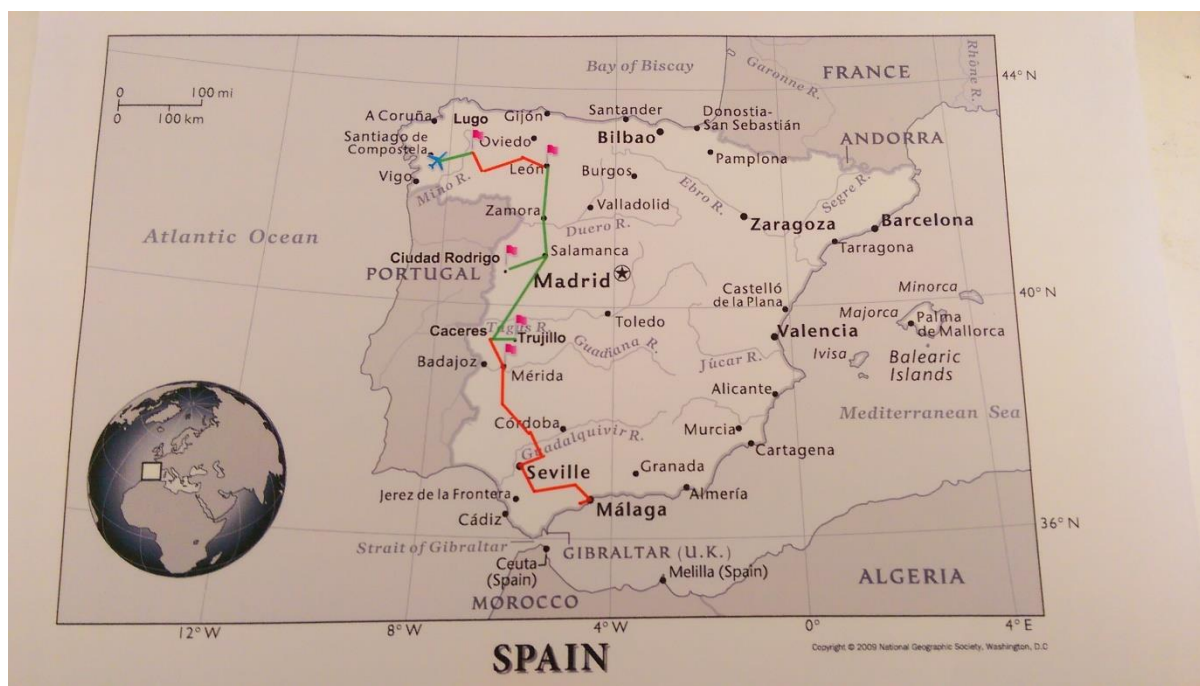 Bay of Biscay
Garonne R.
FRANCE
Rhône R.
44° N
0 100 mi
0 100 km
A Coruña
Lugo
Gijón
Santander
Donostia-
San Sebastián
Santiago de
Compostela
Oviedo
Bilbao
ANDORRA
Pamplona
Vigo
Miño R.
León
Burgos
Ebro R.
Segre R.
Zamora
Valladolid
Zaragoza
Barcelona
Atlantic Ocean
Duero R.
Tarragona
Ciudad Rodrigo
Salamanca
PORTUGAL
Madrid
Castelló
de la Plana
Minorca
40° N
Majorca
Palma
de Mallorca
Caceres
Tagus R.
Toledo
Trujillo
Guadiana R.
Valencia
Ivisa
Balearic
Islands
Badajoz
Mérida
Júcar R.
Alicante
Mediterranean Sea
Córdoba
Guadalquivir R.
Murcia
Cartagena
Seville
Granada
Jerez de la Frontera
Málaga
Almería
Cádiz
36° N
Strait of Gibraltar
GIBRALTAR (U.K.)
Ceuta
(Spain)
Melilla (Spain)
ALGERIA
MOROCCO
12° W
8° W
4° W
0°
4° E
SPAIN
Copyright © 2009 National Geographic Society, Washington, D.C